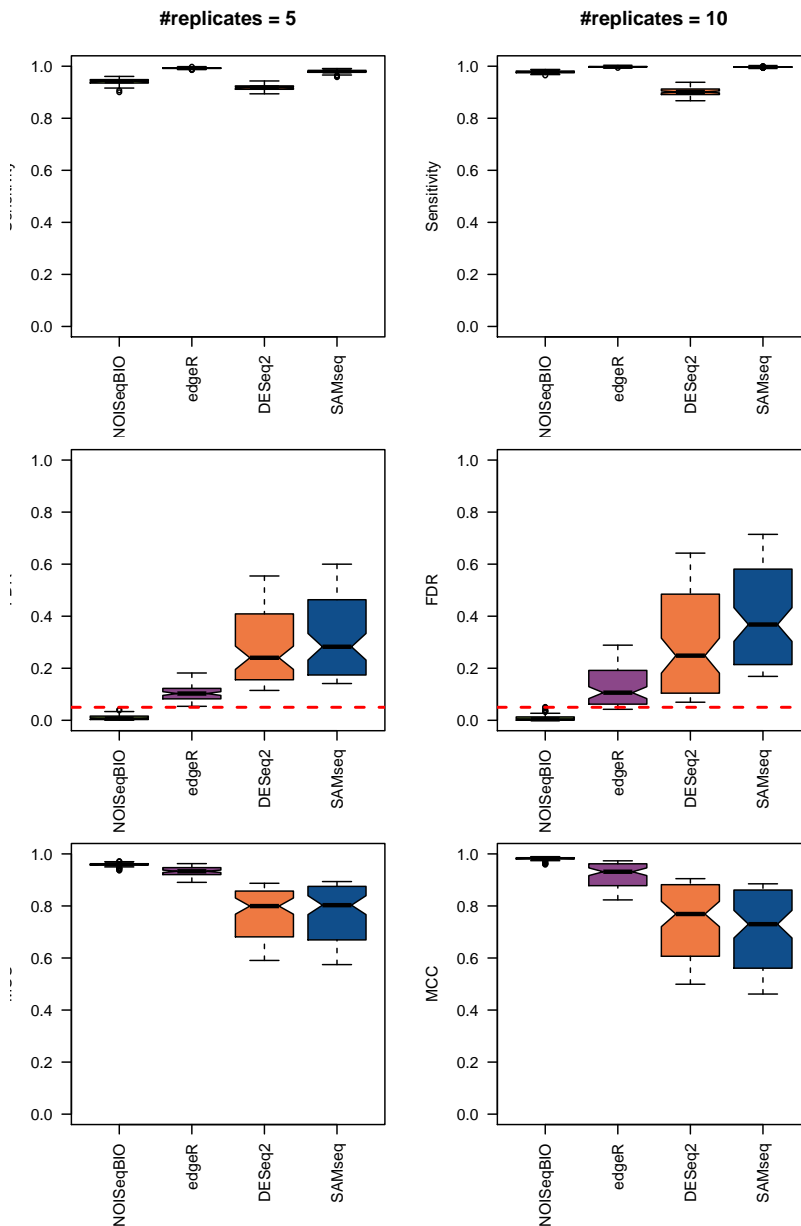 #replicates = 5
#replicates = 10
1.0
0.8
0.6
0.4
0.2
0.0
NOISeqBIO
edgeR
DESeq2
SAMseq
Sensitivity
1.0
0.8
0.6
0.4
0.2
0.0
NOISeqBIO
edgeR
DESeq2
SAMseq
1.0
0.8
0.6
0.4
0.2
0.0
NOISeqBIO
edgeR
DESeq2
SAMseq
FDR
1.0
0.8
0.6
0.4
0.2
0.0
NOISeqBIO
edgeR
DESeq2
SAMseq
1.0
0.8
0.6
0.4
0.2
0.0
NOISeqBIO
edgeR
DESeq2
SAMseq
MCC
1.0
0.8
0.6
0.4
0.2
0.0
NOISeqBIO
edgeR
DESeq2
SAMseq